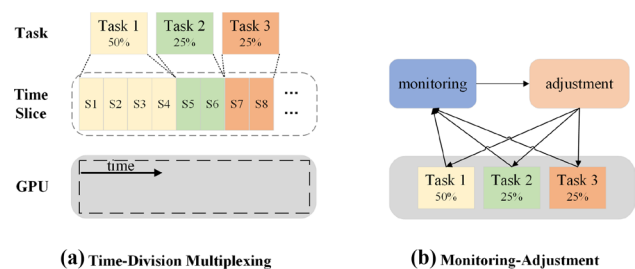 Task
Task 1
50%
Task 2
25%
Task 3
25%
Time
Slice
S1 S2 S3 S4 S5 S6 S7 S8
...
...
GPU
time
(a) Time-Division Multiplexing
monitoring
adjustment
Task 1
50%
Task 2
25%
Task 3
25%
(b) Monitoring-Adjustment